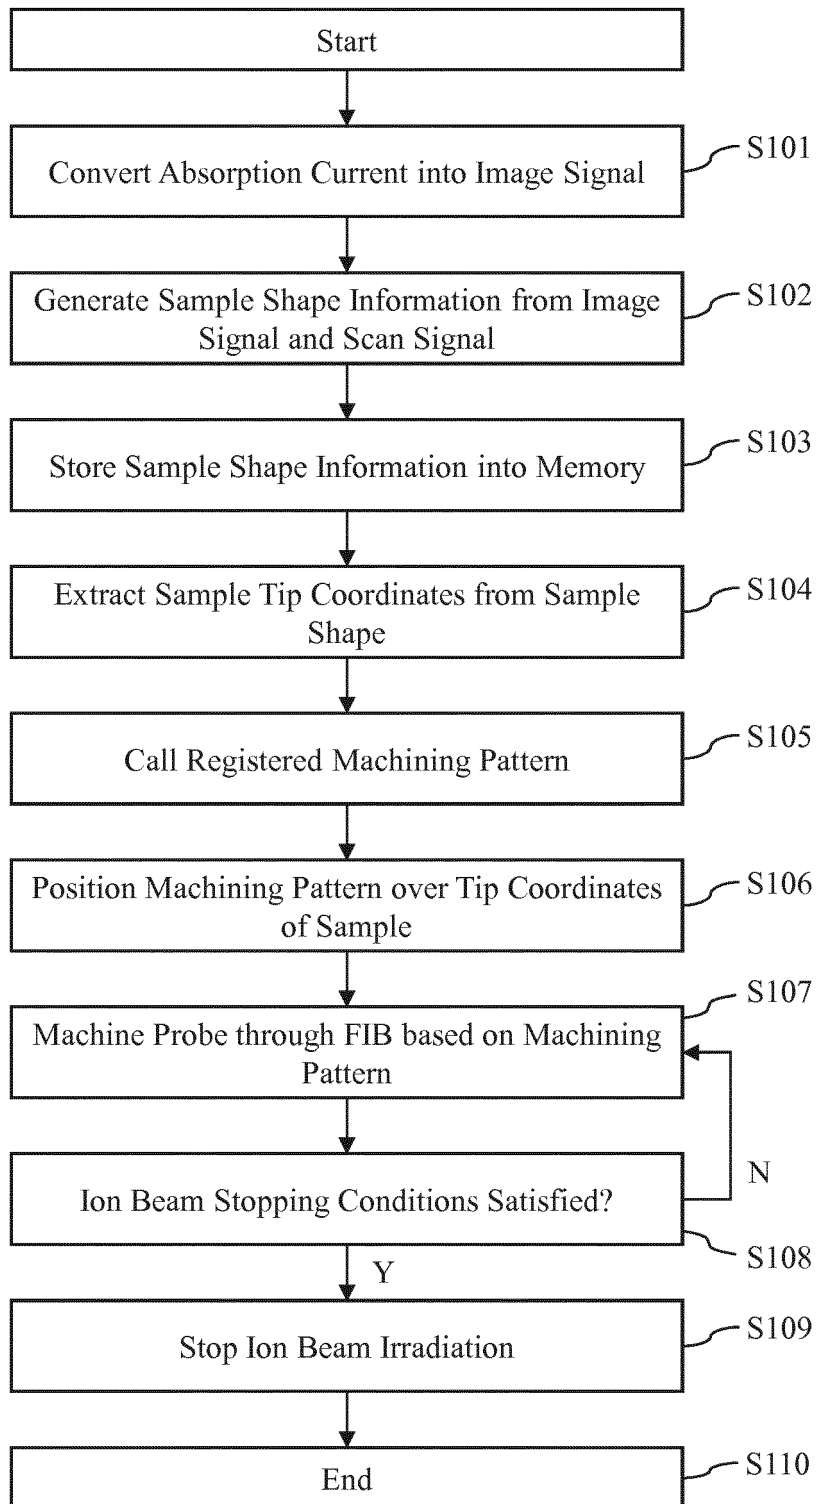 Start
S101
Convert Absorption Current into Image Signal
S102
Generate Sample Shape Information from Image
Signal and Scan Signal
S103
Store Sample Shape Information into Memory
S104
Extract Sample Tip Coordinates from Sample
Shape
S105
Call Registered Machining Pattern
S106
Position Machining Pattern over Tip Coordinates
of Sample
S107
Machine Probe through FIB based on Machining
Pattern
N
Ion Beam Stopping Conditions Satisfied?
S108
Y
S109
Stop Ion Beam Irradiation
S110
End